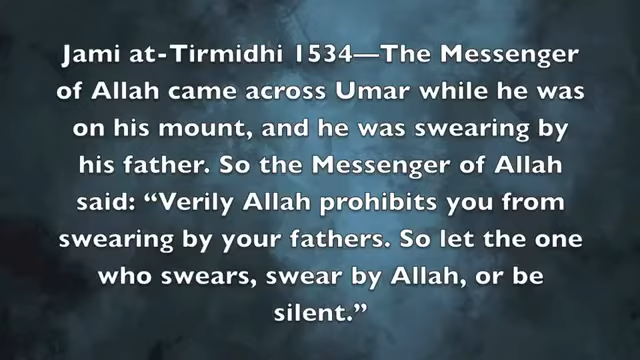 Jami at-Tirmidhi 1534—The Messenger
of Allah came across Umar while he was
on his mount, and he was swearing by
his father. So the Messenger of Allah
said: “Verily Allah prohibits you from
swearing by your fathers. So let the one
who swears, swear by Allah, or be
silent.”